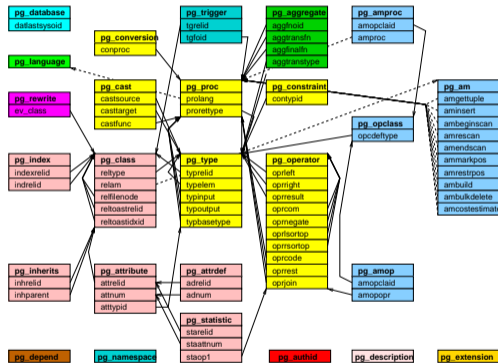 pg_database
datlastsysoid
pg_conversion
conproc
pg_trigger
tgrelid
tgfoid
pg_aggregate
aggfnoid
aggtransfn
aggfinalfn
aggtranstype
pg_amproc
amopclaid
amproc
pg_language
pg_cast
castsource
casttarget
castfunc
pg_proc
prolang
prorettype
pg_constraint
contypid
pg_rewrite
ev_class
pg_opclass
opcdeftype
pg_am
amgettuple
aminsert
ambeginscan
amrescan
amendscan
ammarkpos
amrestrpos
ambuild
ambulkdelete
amcostestimate
pg_index
indexrelid
indrelid
pg_class
reltype
relam
relfilenode
reltoastrelid
reltoastidxid
pg_type
typrelid
typelem
typinput
typoutput
typbasetype
pg_operator
oprleft
oprright
oprresult
oprcom
oprnegate
oprlsortop
oprrsortop
oprcode
oprrest
oprjoin
pg_inherits
inhrelid
inhparent
pg_attribute
attrelid
attnum
atttypid
pg_attrdef
adrelid
adnum
pg_amop
amopclaid
amopopr
pg_statistic
starelid
staattnum
staop1
pg_depend
pg_namespace
pg_authid
pg_description
pg_extension